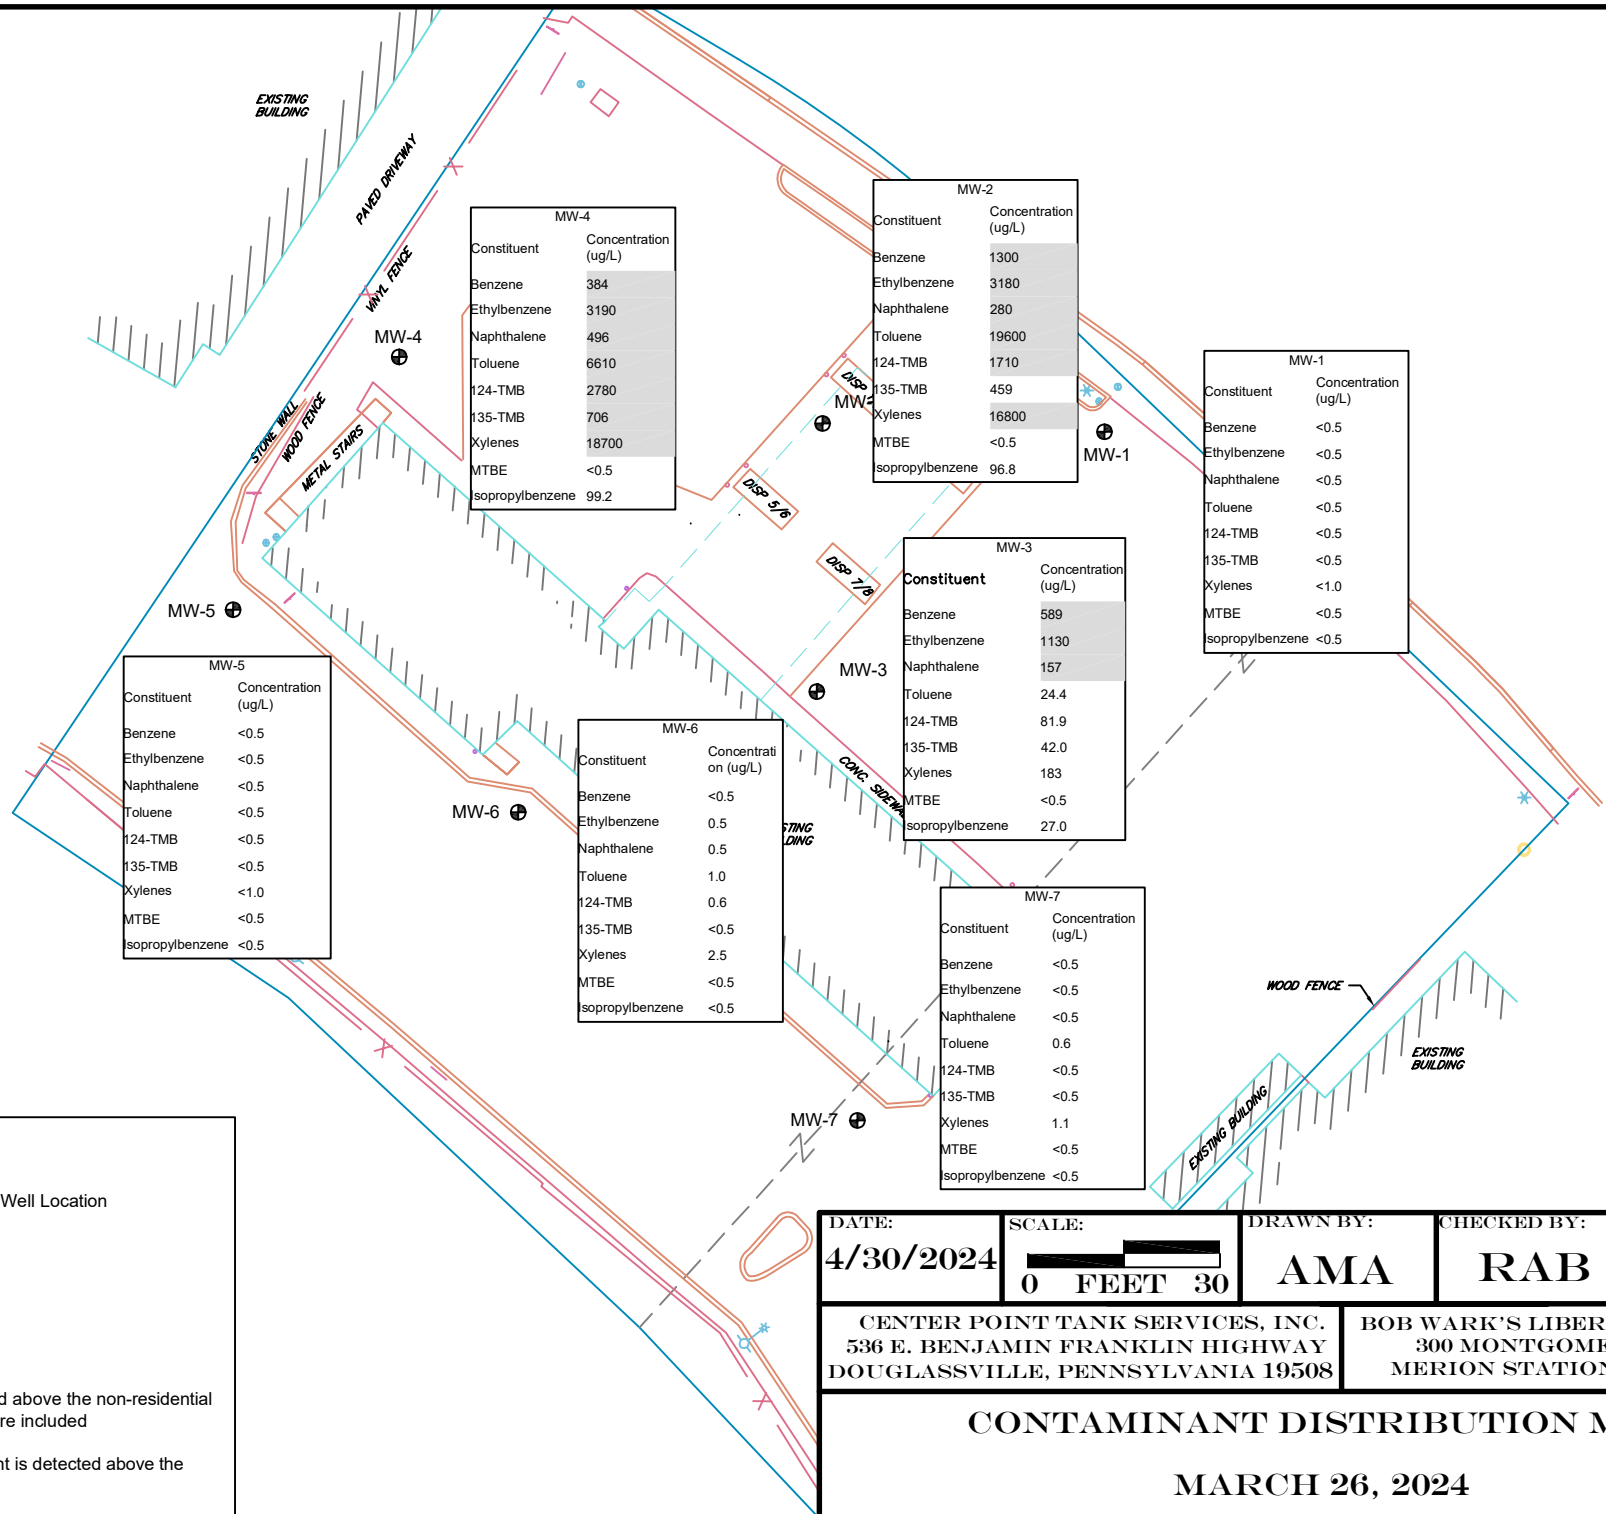 EXISTING
BUILDING
PAVED DRIVEWAY
VINYL FENCE
MW-4
STONE WALL
WOOD FENCE
METAL STAIRS
MW-4
Constituent Concentration (ug/L)
Benzene 384
Ethylbenzene 3190
Naphthalene 496
Toluene 6610
124-TMB 2780
135-TMB 706
Xylenes 18700
MTBE <0.5
Isopropylbenzene 99.2
MW-2
Constituent Concentration (ug/L)
Benzene 1300
Ethylbenzene 3180
Naphthalene 280
Toluene 19600
124-TMB 1710
135-TMB 459
Xylenes 16800
MTBE <0.5
Isopropylbenzene 96.8
DISP
MW-
MW-1
MW-1
Constituent Concentration (ug/L)
Benzene <0.5
Ethylbenzene <0.5
Naphthalene <0.5
Toluene <0.5
124-TMB <0.5
135-TMB <0.5
Xylenes <1.0
MTBE <0.5
Isopropylbenzene <0.5
DISP 5/6
DISP 7/8
MW-3
Constituent Concentration (ug/L)
Benzene 589
Ethylbenzene 1130
Naphthalene 157
Toluene 24.4
124-TMB 81.9
135-TMB 42.0
Xylenes 183
MTBE <0.5
Isopropylbenzene 27.0
MW-3
CONC. SIDEWA
MW-5
MW-5
Constituent Concentration (ug/L)
Benzene <0.5
Ethylbenzene <0.5
Naphthalene <0.5
Toluene <0.5
124-TMB <0.5
135-TMB <0.5
Xylenes <1.0
MTBE <0.5
Isopropylbenzene <0.5
MW-6
MW-6
Constituent Concentrati on (ug/L)
Benzene <0.5
Ethylbenzene 0.5
Naphthalene 0.5
Toluene 1.0
124-TMB 0.6
135-TMB <0.5
Xylenes 2.5
MTBE <0.5
Isopropylbenzene <0.5
STING
LDING
MW-7
Constituent Concentration (ug/L)
Benzene <0.5
Ethylbenzene <0.5
Naphthalene <0.5
Toluene 0.6
124-TMB <0.5
135-TMB <0.5
Xylenes 1.1
MTBE <0.5
Isopropylbenzene <0.5
MW-7
WOOD FENCE
EXISTING
BUILDING
EXISTING BUILDING
Well Location
d above the non-residential
re included
nt is detected above the
DATE: SCALE: DRAWN BY: CHECKED BY:
4/30/2024 0 FEET 30 AMA RAB
CENTER POINT TANK SERVICES, INC.
536 E. BENJAMIN FRANKLIN HIGHWAY
DOUGLASSVILLE, PENNSYLVANIA 19508
BOB WARK'S LIBER
300 MONTGOME
MERION STATION
CONTAMINANT DISTRIBUTION M
MARCH 26, 2024